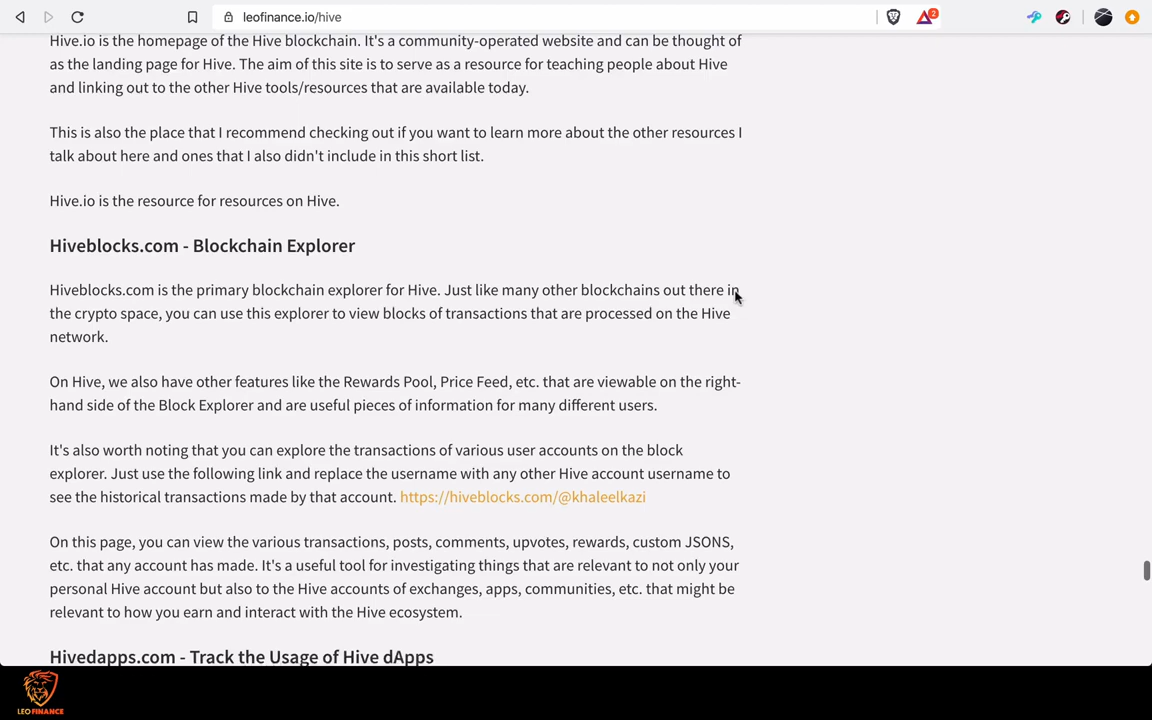 leofinance.io/hive
2
Hive.io is the homepage of the Hive blockchain. It's a community-operated website and can be thought of
as the landing page for Hive. The aim of this site is to serve as a resource for teaching people about Hive
and linking out to the other Hive tools/resources that are available today.
This is also the place that I recommend checking out if you want to learn more about the other resources I
talk about here and ones that I also didn't include in this short list.
Hive.io is the resource for resources on Hive.
Hiveblocks.com - Blockchain Explorer
Hiveblocks.com is the primary blockchain explorer for Hive. Just like many other blockchains out there in
the crypto space, you can use this explorer to view blocks of transactions that are processed on the Hive
network.
On Hive, we also have other features like the Rewards Pool, Price Feed, etc. that are viewable on the right-
hand side of the Block Explorer and are useful pieces of information for many different users.
It's also worth noting that you can explore the transactions of various user accounts on the block
explorer. Just use the following link and replace the username with any other Hive account username to
see the historical transactions made by that account. https://hiveblocks.com/@khaleelkazi
On this page, you can view the various transactions, posts, comments, upvotes, rewards, custom JSONS,
etc. that any account has made. It's a useful tool for investigating things that are relevant to not only your
personal Hive account but also to the Hive accounts of exchanges, apps, communities, etc. that might be
relevant to how you earn and interact with the Hive ecosystem.
Hivedapps.com - Track the Usage of Hive dApps
LEOFINANCE